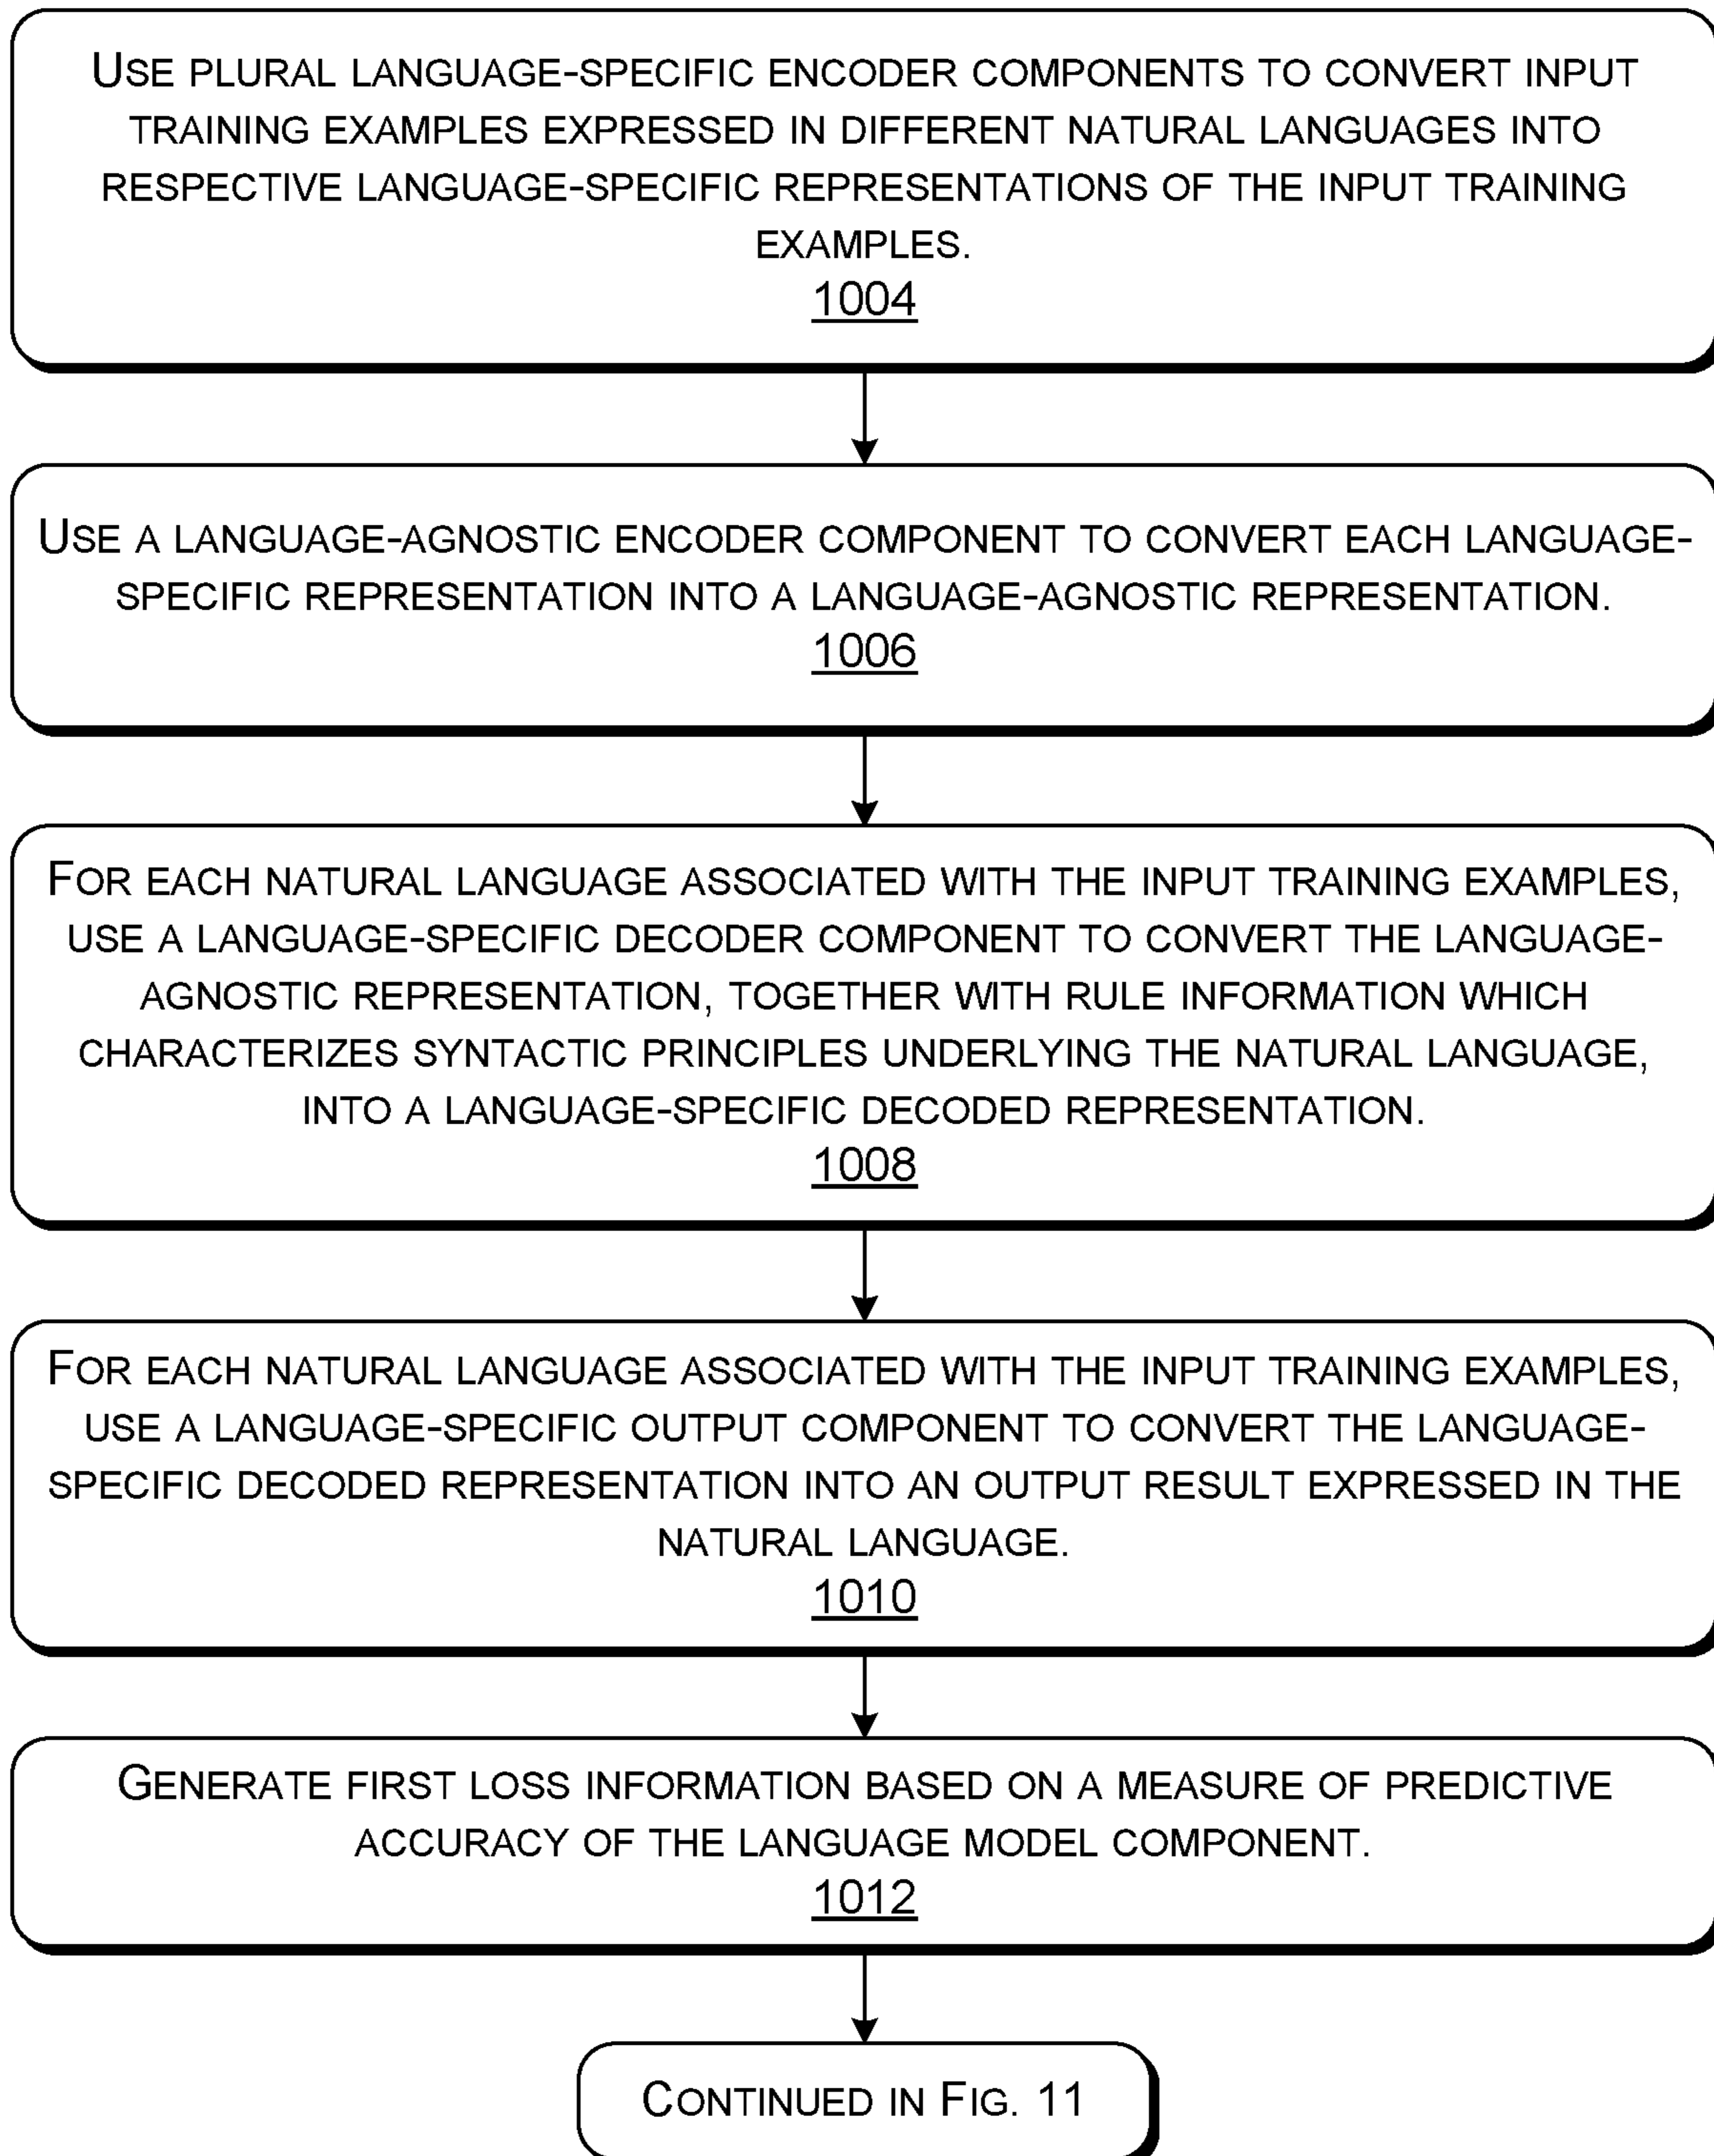 USE PLURAL LANGUAGE-SPECIFIC ENCODER COMPONENTS TO CONVERT INPUT
TRAINING EXAMPLES EXPRESSED IN DIFFERENT NATURAL LANGUAGES INTO
RESPECTIVE LANGUAGE-SPECIFIC REPRESENTATIONS OF THE INPUT TRAINING
EXAMPLES.
1004
USE A LANGUAGE-AGNOSTIC ENCODER COMPONENT TO CONVERT EACH LANGUAGE-
SPECIFIC REPRESENTATION INTO A LANGUAGE-AGNOSTIC REPRESENTATION.
1006
FOR EACH NATURAL LANGUAGE ASSOCIATED WITH THE INPUT TRAINING EXAMPLES,
USE A LANGUAGE-SPECIFIC DECODER COMPONENT TO CONVERT THE LANGUAGE-
AGNOSTIC REPRESENTATION, TOGETHER WITH RULE INFORMATION WHICH
CHARACTERIZES SYNTACTIC PRINCIPLES UNDERLYING THE NATURAL LANGUAGE,
INTO A LANGUAGE-SPECIFIC DECODED REPRESENTATION.
1008
FOR EACH NATURAL LANGUAGE ASSOCIATED WITH THE INPUT TRAINING EXAMPLES,
USE A LANGUAGE-SPECIFIC OUTPUT COMPONENT TO CONVERT THE LANGUAGE-
SPECIFIC DECODED REPRESENTATION INTO AN OUTPUT RESULT EXPRESSED IN THE
NATURAL LANGUAGE.
1010
GENERATE FIRST LOSS INFORMATION BASED ON A MEASURE OF PREDICTIVE
ACCURACY OF THE LANGUAGE MODEL COMPONENT.
1012
CONTINUED IN FIG. 11